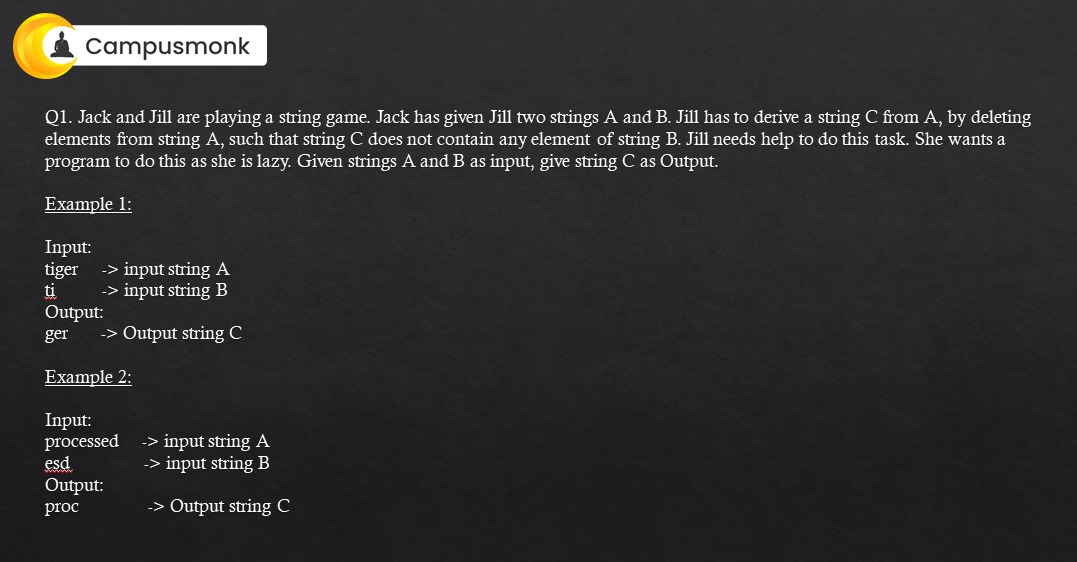 Campusmonk
Q1. Jack and Jill are playing a string game. Jack has given Jill two strings A and B. Jill has to derive a string C from A, by deleting
elements from string A, such that string C does not contain any element of string B. Jill needs help to do this task. She wants a
program to do this as she is lazy. Given strings A and B as input, give string C as Output.
Example 1:
Input:
tiger -> input string A
ti -> input string B
Output:
ger -> Output string C
Example 2:
Input:
processed -> input string A
esd -> input string B
Output:
proc -> Output string C